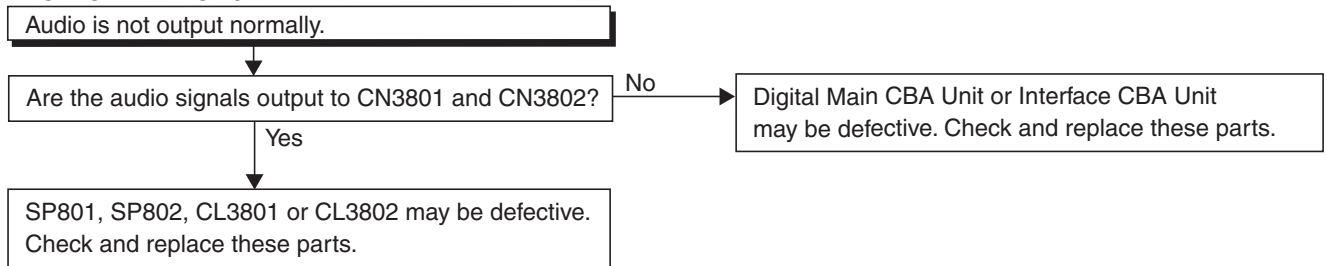 Audio is not output normally.
Are the audio signals output to CN3801 and CN3802?
No
Digital Main CBA Unit or Interface CBA Unit
may be defective. Check and replace these parts.
Yes
SP801, SP802, CL3801 or CL3802 may be defective.
Check and replace these parts.